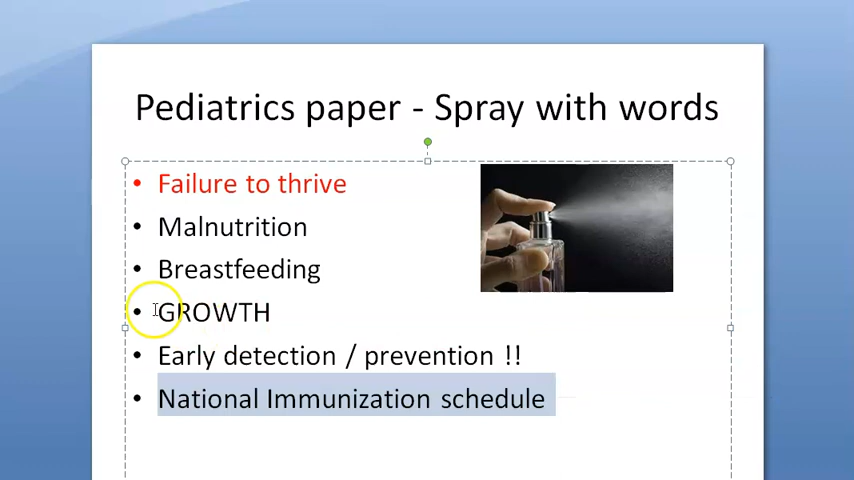 Pediatrics paper - Spray with words
• Failure to thrive
• Malnutrition
• Breastfeeding
• GROWTH
• Early detection / prevention !!
• National Immunization schedule